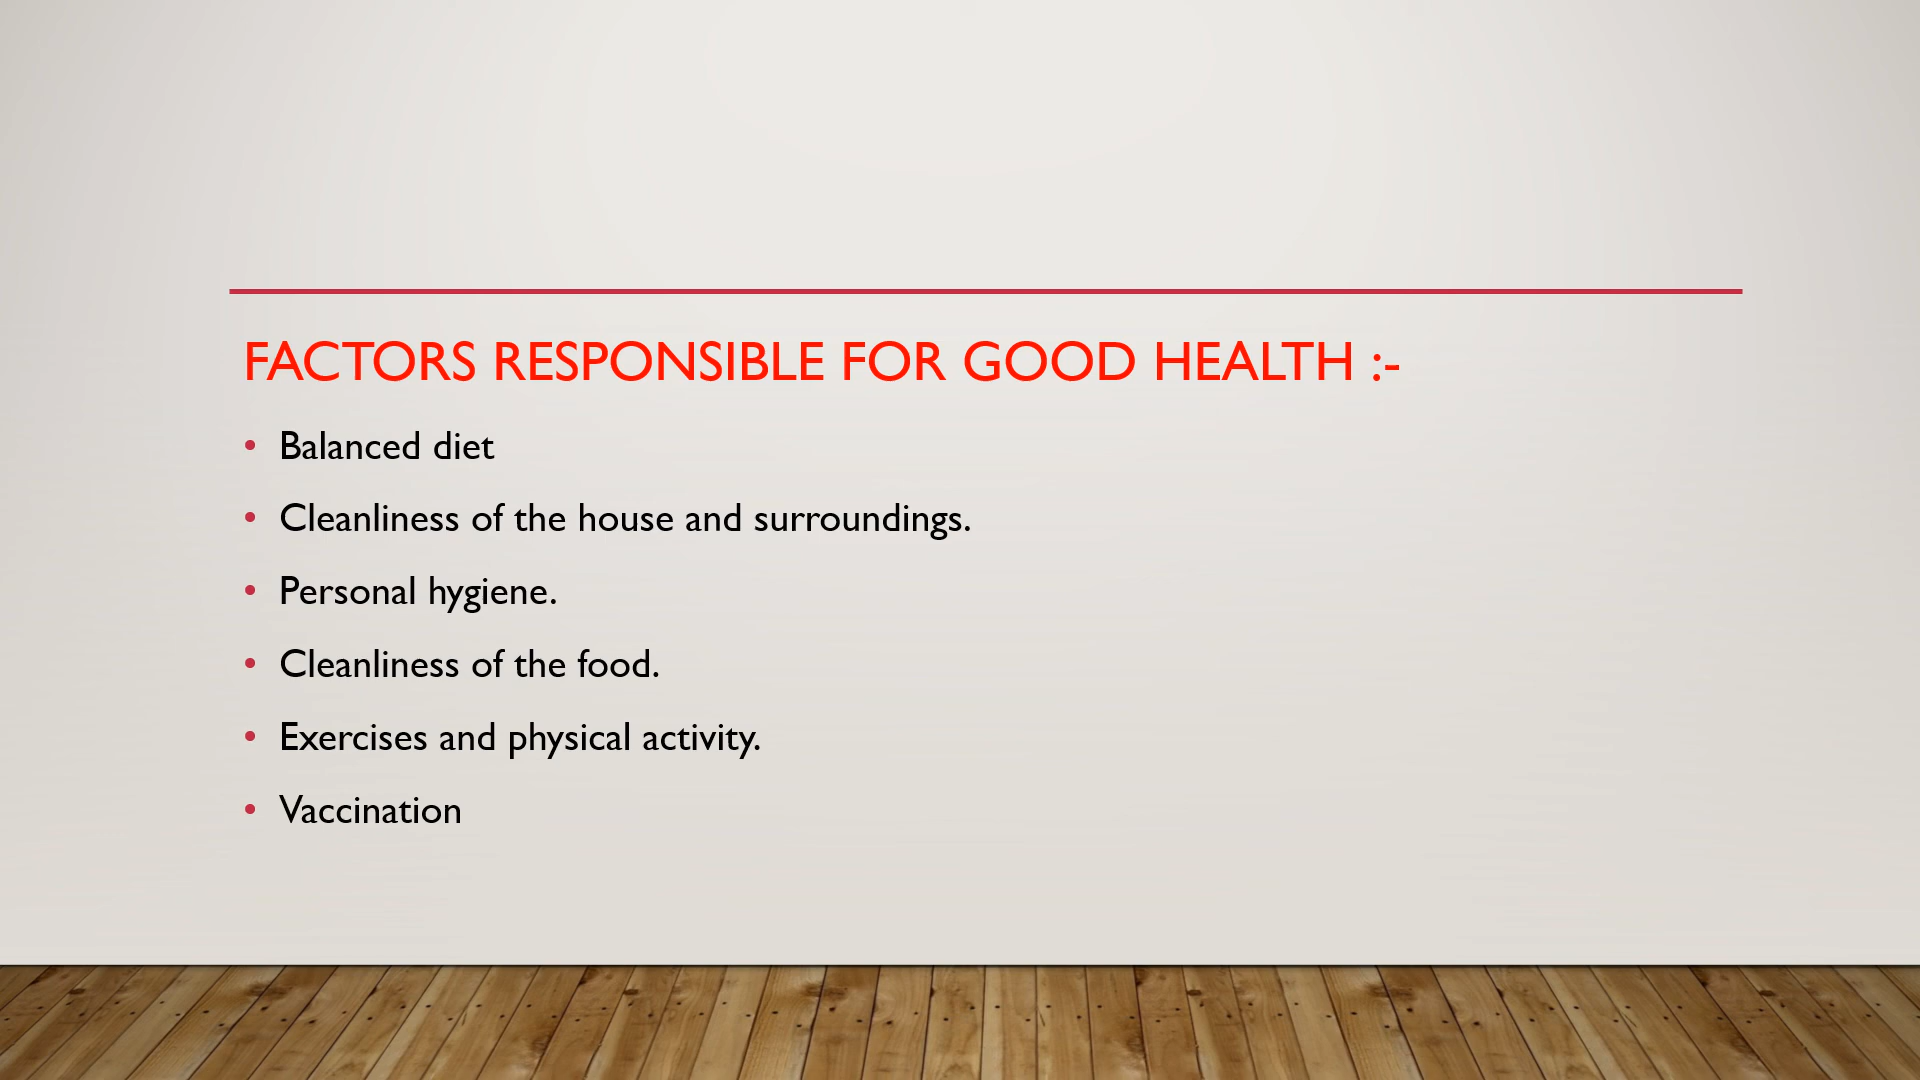 FACTORS RESPONSIBLE FOR GOOD HEALTH :-
• Balanced diet
• Cleanliness of the house and surroundings.
• Personal hygiene.
• Cleanliness of the food.
• Exercises and physical activity.
• Vaccination